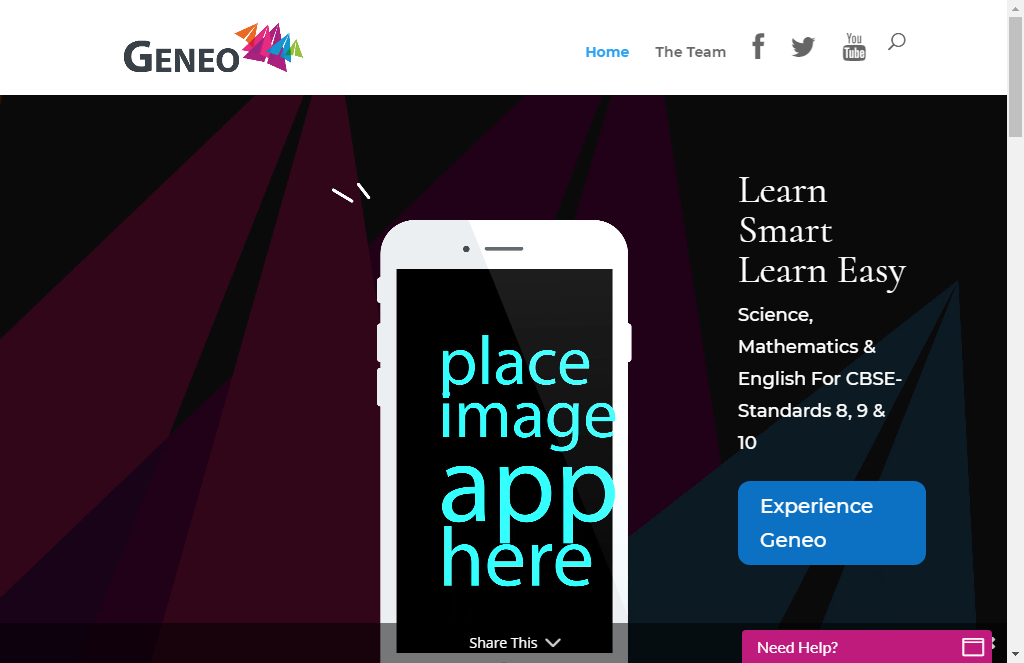 GENEO
Home The Team
You
Tube
Learn
Smart
Learn Easy
Science,
Mathematics &
English For CBSE-
Standards 8, 9 &
10
Experience
Geneo
place
image
app
here
Share This
Need Help?